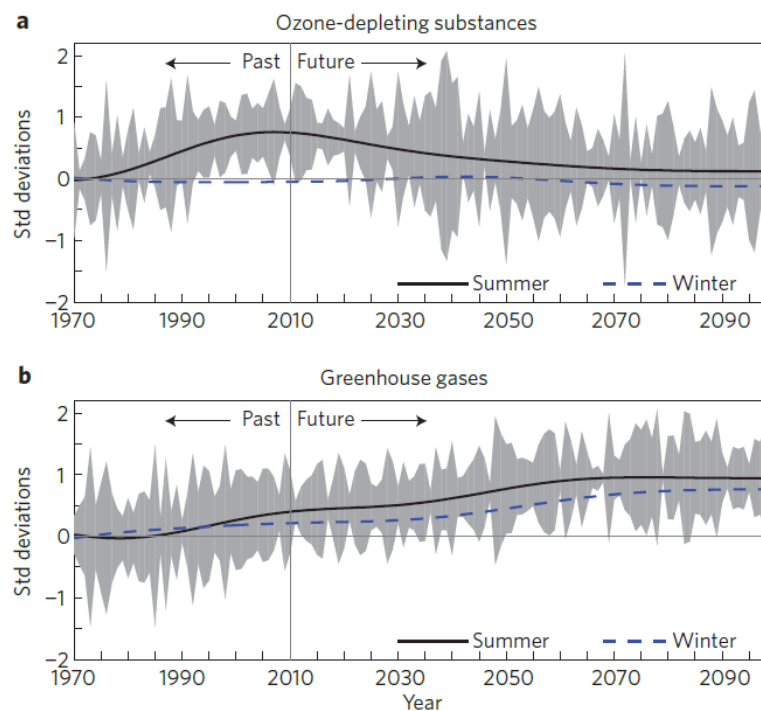 a Ozone-depleting substances
2
Past Future
1
0
−1
−2
Std deviations
Summer Winter
1970 1990 2010 2030 2050 2070 2090
b Greenhouse gases
2
Past Future
1
0
−1
−2
Std deviations
Summer Winter
1970 1990 2010 2030 2050 2070 2090
Year